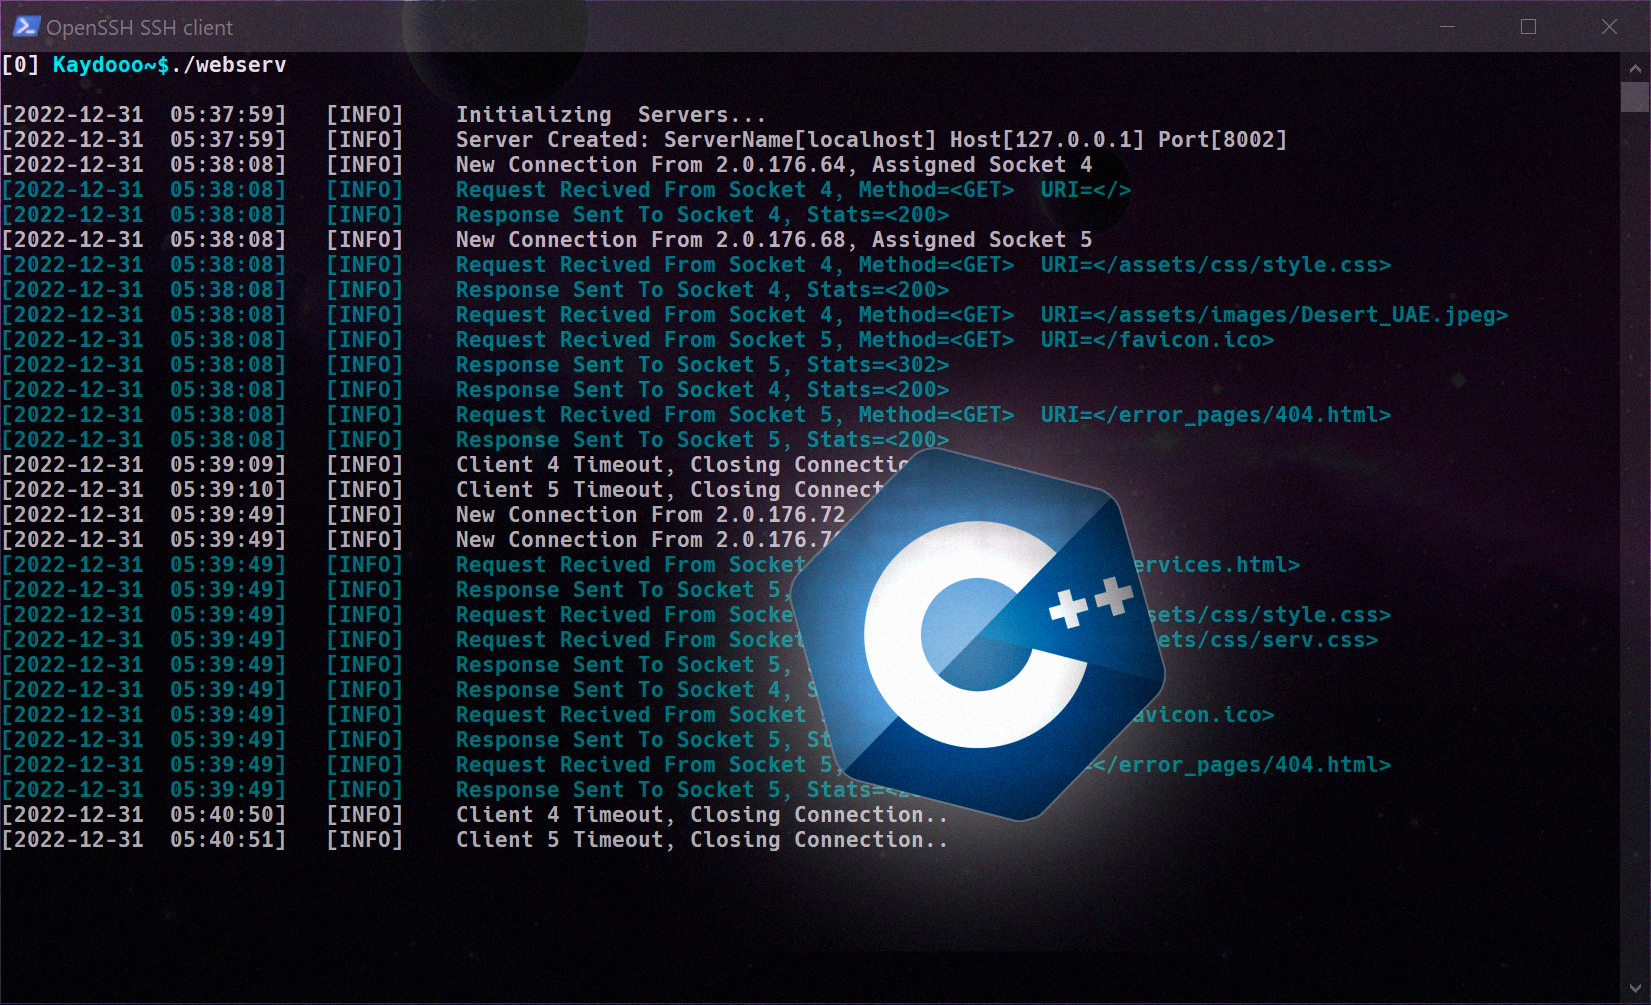 OpenSSH SSH client
[0] Kaydooo~$./webserv
[2022-12-31 05:37:59] [INFO] Initializing Servers...
[2022-12-31 05:37:59] [INFO] Server Created: ServerName[localhost] Host[127.0.0.1] Port[8002]
[2022-12-31 05:38:08] [INFO] New Connection From 2.0.176.64, Assigned Socket 4
[2022-12-31 05:38:08] [INFO] Request Recived From Socket 4, Method=<GET> URI=</>
[2022-12-31 05:38:08] [INFO] Response Sent To Socket 4, Stats=<200>
[2022-12-31 05:38:08] [INFO] New Connection From 2.0.176.68, Assigned Socket 5
[2022-12-31 05:38:08] [INFO] Request Recived From Socket 4, Method=<GET> URI=</assets/css/style.css>
[2022-12-31 05:38:08] [INFO] Response Sent To Socket 4, Stats=<200>
[2022-12-31 05:38:08] [INFO] Request Recived From Socket 4, Method=<GET> URI=</assets/images/Desert_UAE.jpeg>
[2022-12-31 05:38:08] [INFO] Request Recived From Socket 5, Method=<GET> URI=</favicon.ico>
[2022-12-31 05:38:08] [INFO] Response Sent To Socket 5, Stats=<302>
[2022-12-31 05:38:08] [INFO] Response Sent To Socket 4, Stats=<200>
[2022-12-31 05:38:08] [INFO] Request Recived From Socket 5, Method=<GET> URI=</error_pages/404.html>
[2022-12-31 05:38:08] [INFO] Response Sent To Socket 5, Stats=<200>
[2022-12-31 05:39:09] [INFO] Client 4 Timeout, Closing Connectio
[2022-12-31 05:39:10] [INFO] Client 5 Timeout, Closing Connect
[2022-12-31 05:39:49] [INFO] New Connection From 2.0.176.72
[2022-12-31 05:39:49] [INFO] New Connection From 2.0.176.7
[2022-12-31 05:39:49] [INFO] Request Recived From Socket ervices.html>
[2022-12-31 05:39:49] [INFO] Response Sent To Socket 5,
[2022-12-31 05:39:49] [INFO] Request Recived From Socke sets/css/style.css>
[2022-12-31 05:39:49] [INFO] Request Recived From Socket ets/css/serv.css>
[2022-12-31 05:39:49] [INFO] Response Sent To Socket 5,
[2022-12-31 05:39:49] [INFO] Response Sent To Socket 4, S
[2022-12-31 05:39:49] [INFO] Request Recived From Socket avicon.ico>
[2022-12-31 05:39:49] [INFO] Response Sent To Socket 5, St
[2022-12-31 05:39:49] [INFO] Request Recived From Socket 5, </error_pages/404.html>
[2022-12-31 05:39:49] [INFO] Response Sent To Socket 5, Stats=<2
[2022-12-31 05:40:50] [INFO] Client 4 Timeout, Closing Connection..
[2022-12-31 05:40:51] [INFO] Client 5 Timeout, Closing Connection..
C++